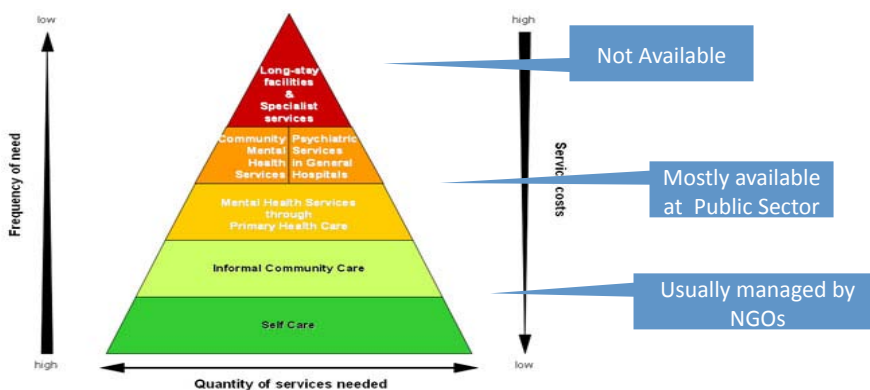 low
high
Not Available
Long-stay
facilities
&
Specialist
services
Community
Mental
Health
Services
Psychiatric
Services
in General
Hospitals
Frequency of need
Service costs
Mostly available
at Public Sector
Mental Health Services
through
Primary Health Care
Informal Community Care
Usually managed by
NGOs
Self Care
high
low
Quantity of services needed